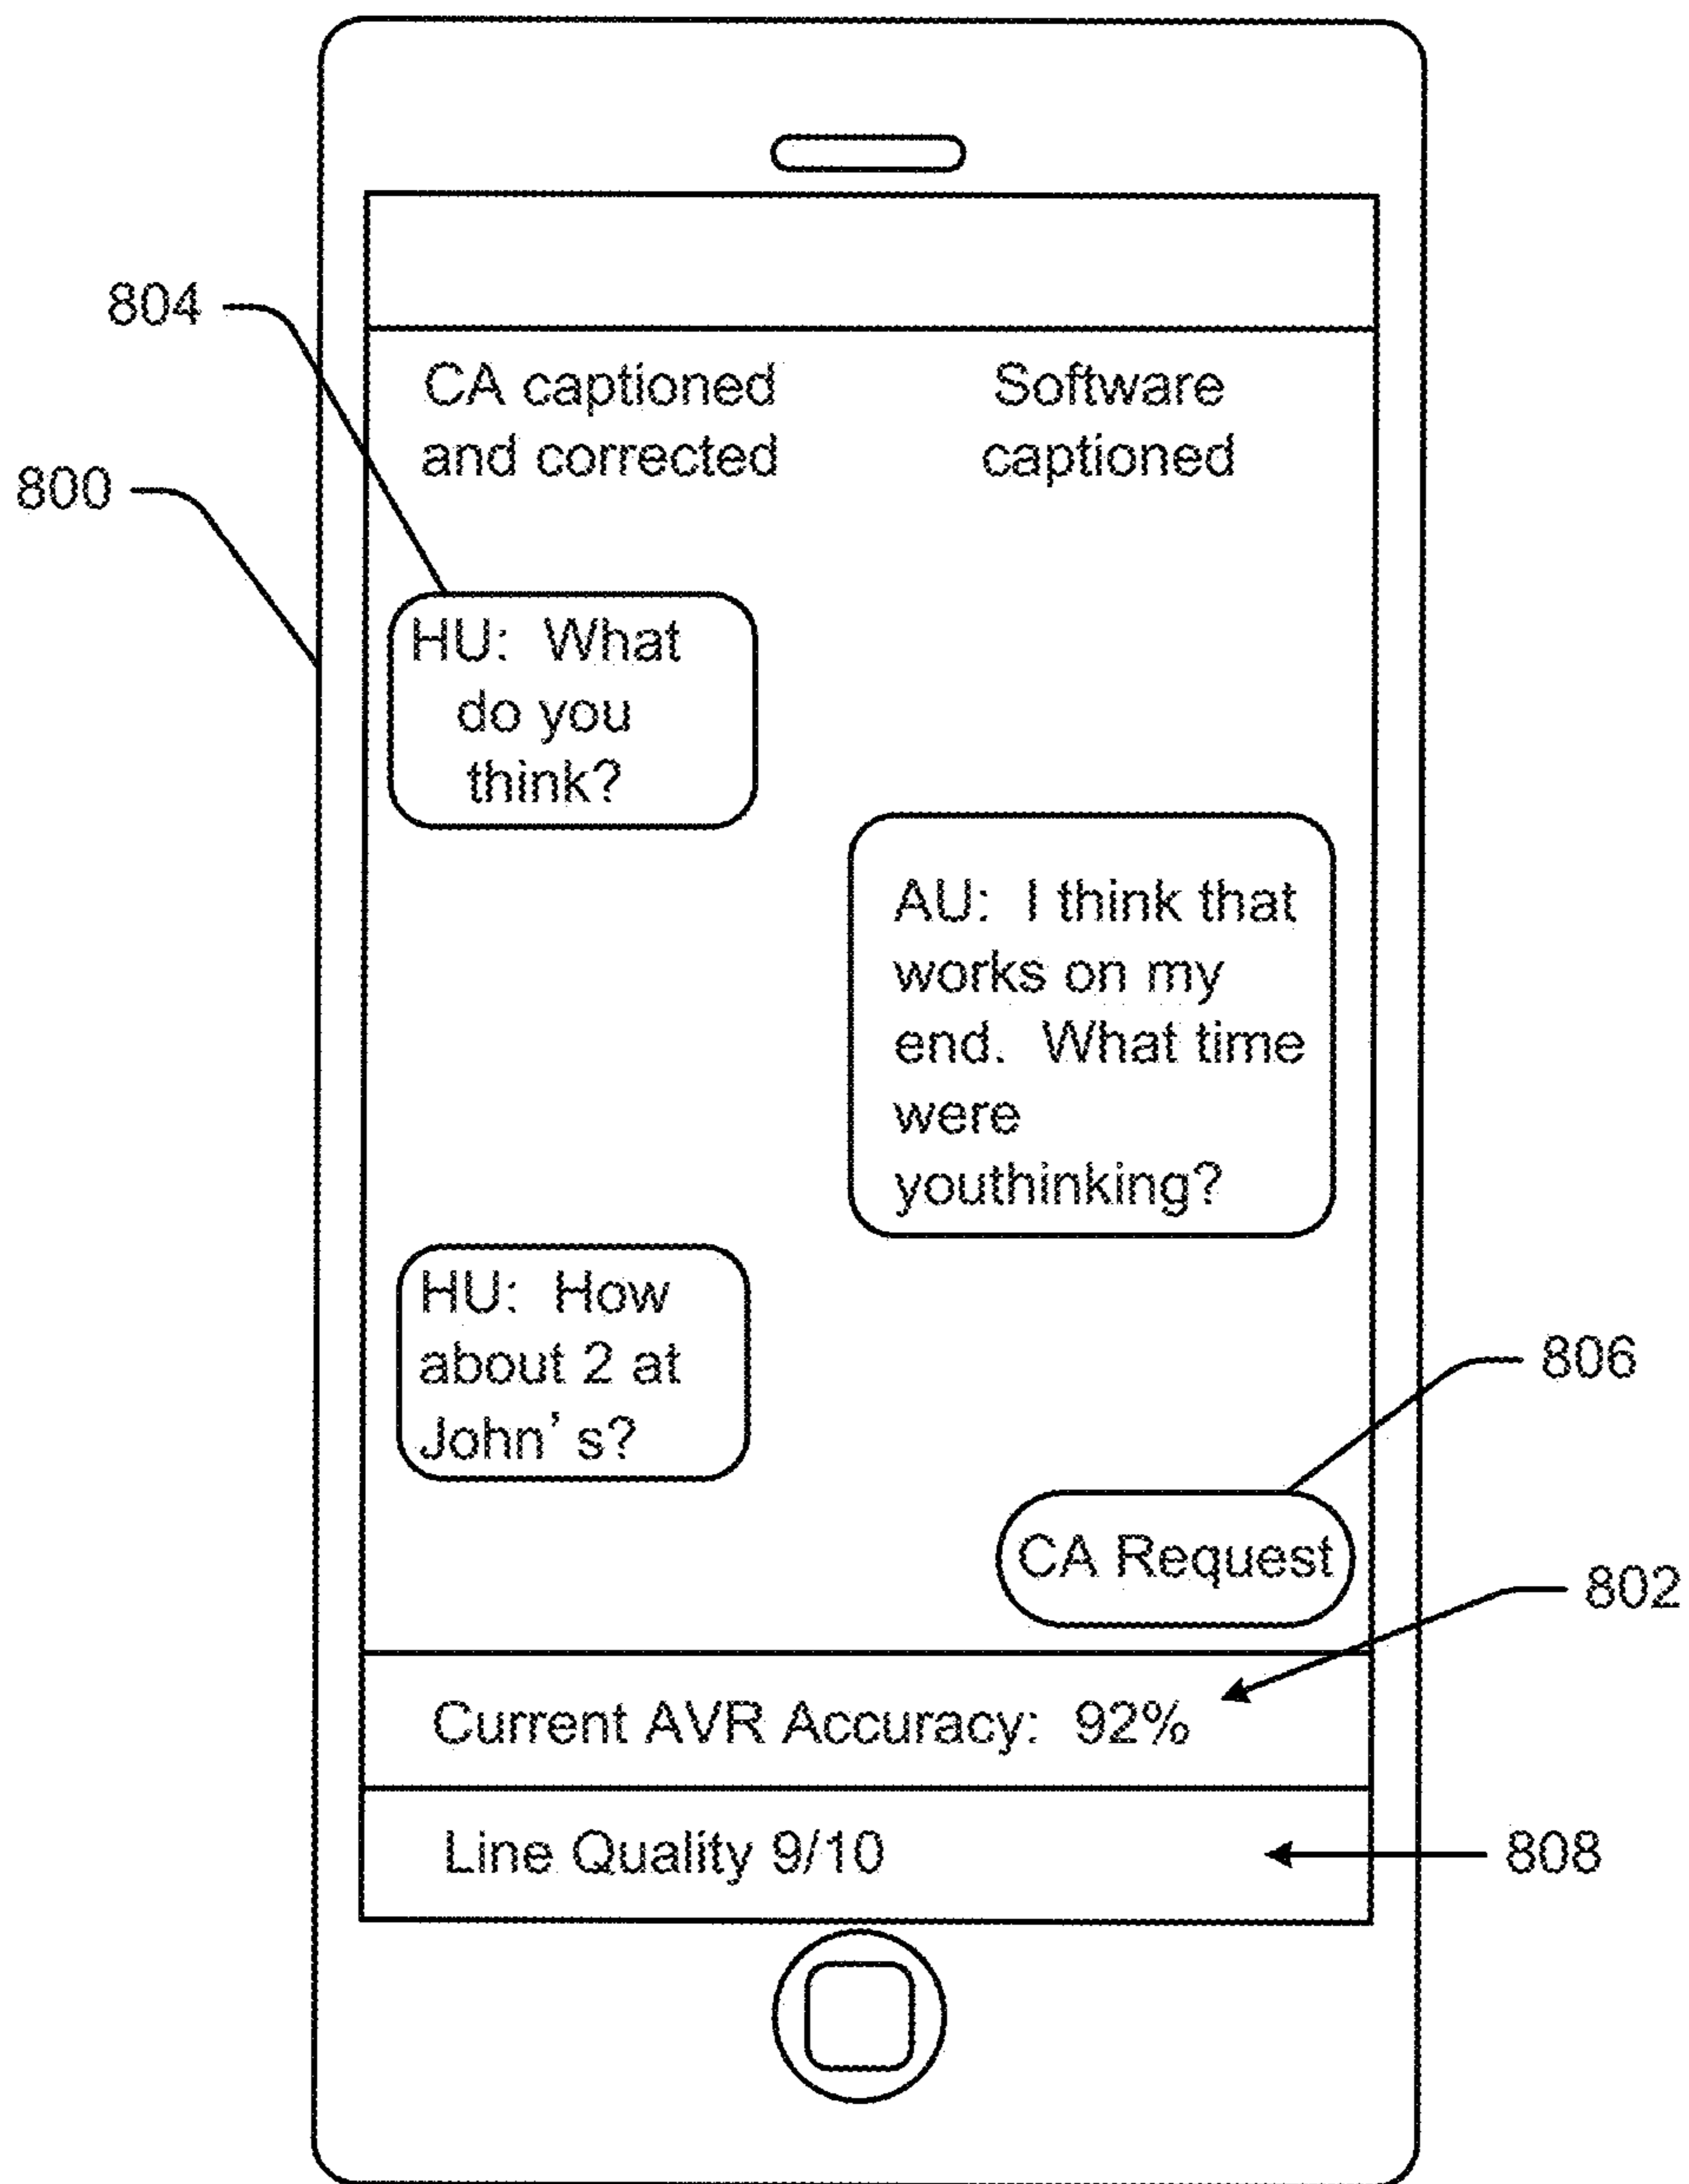 804
800
CA captioned
and corrected
Software
captioned
HU: What
do you
think?
AU: I think that
works on my
end. What time
were
youthinking?
HU: How
about 2 at
John's?
806
CA Request
802
Current AVR Accuracy: 92%
Line Quality 9/10
808